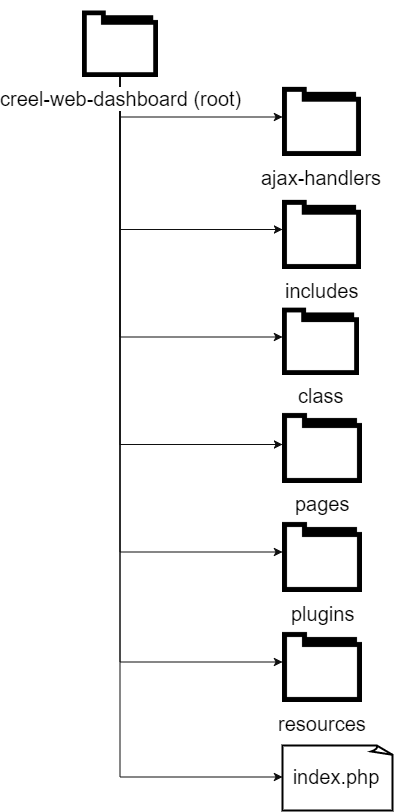 creel-web-dashboard (root)
ajax-handlers
includes
class
pages
plugins
resources
index.php